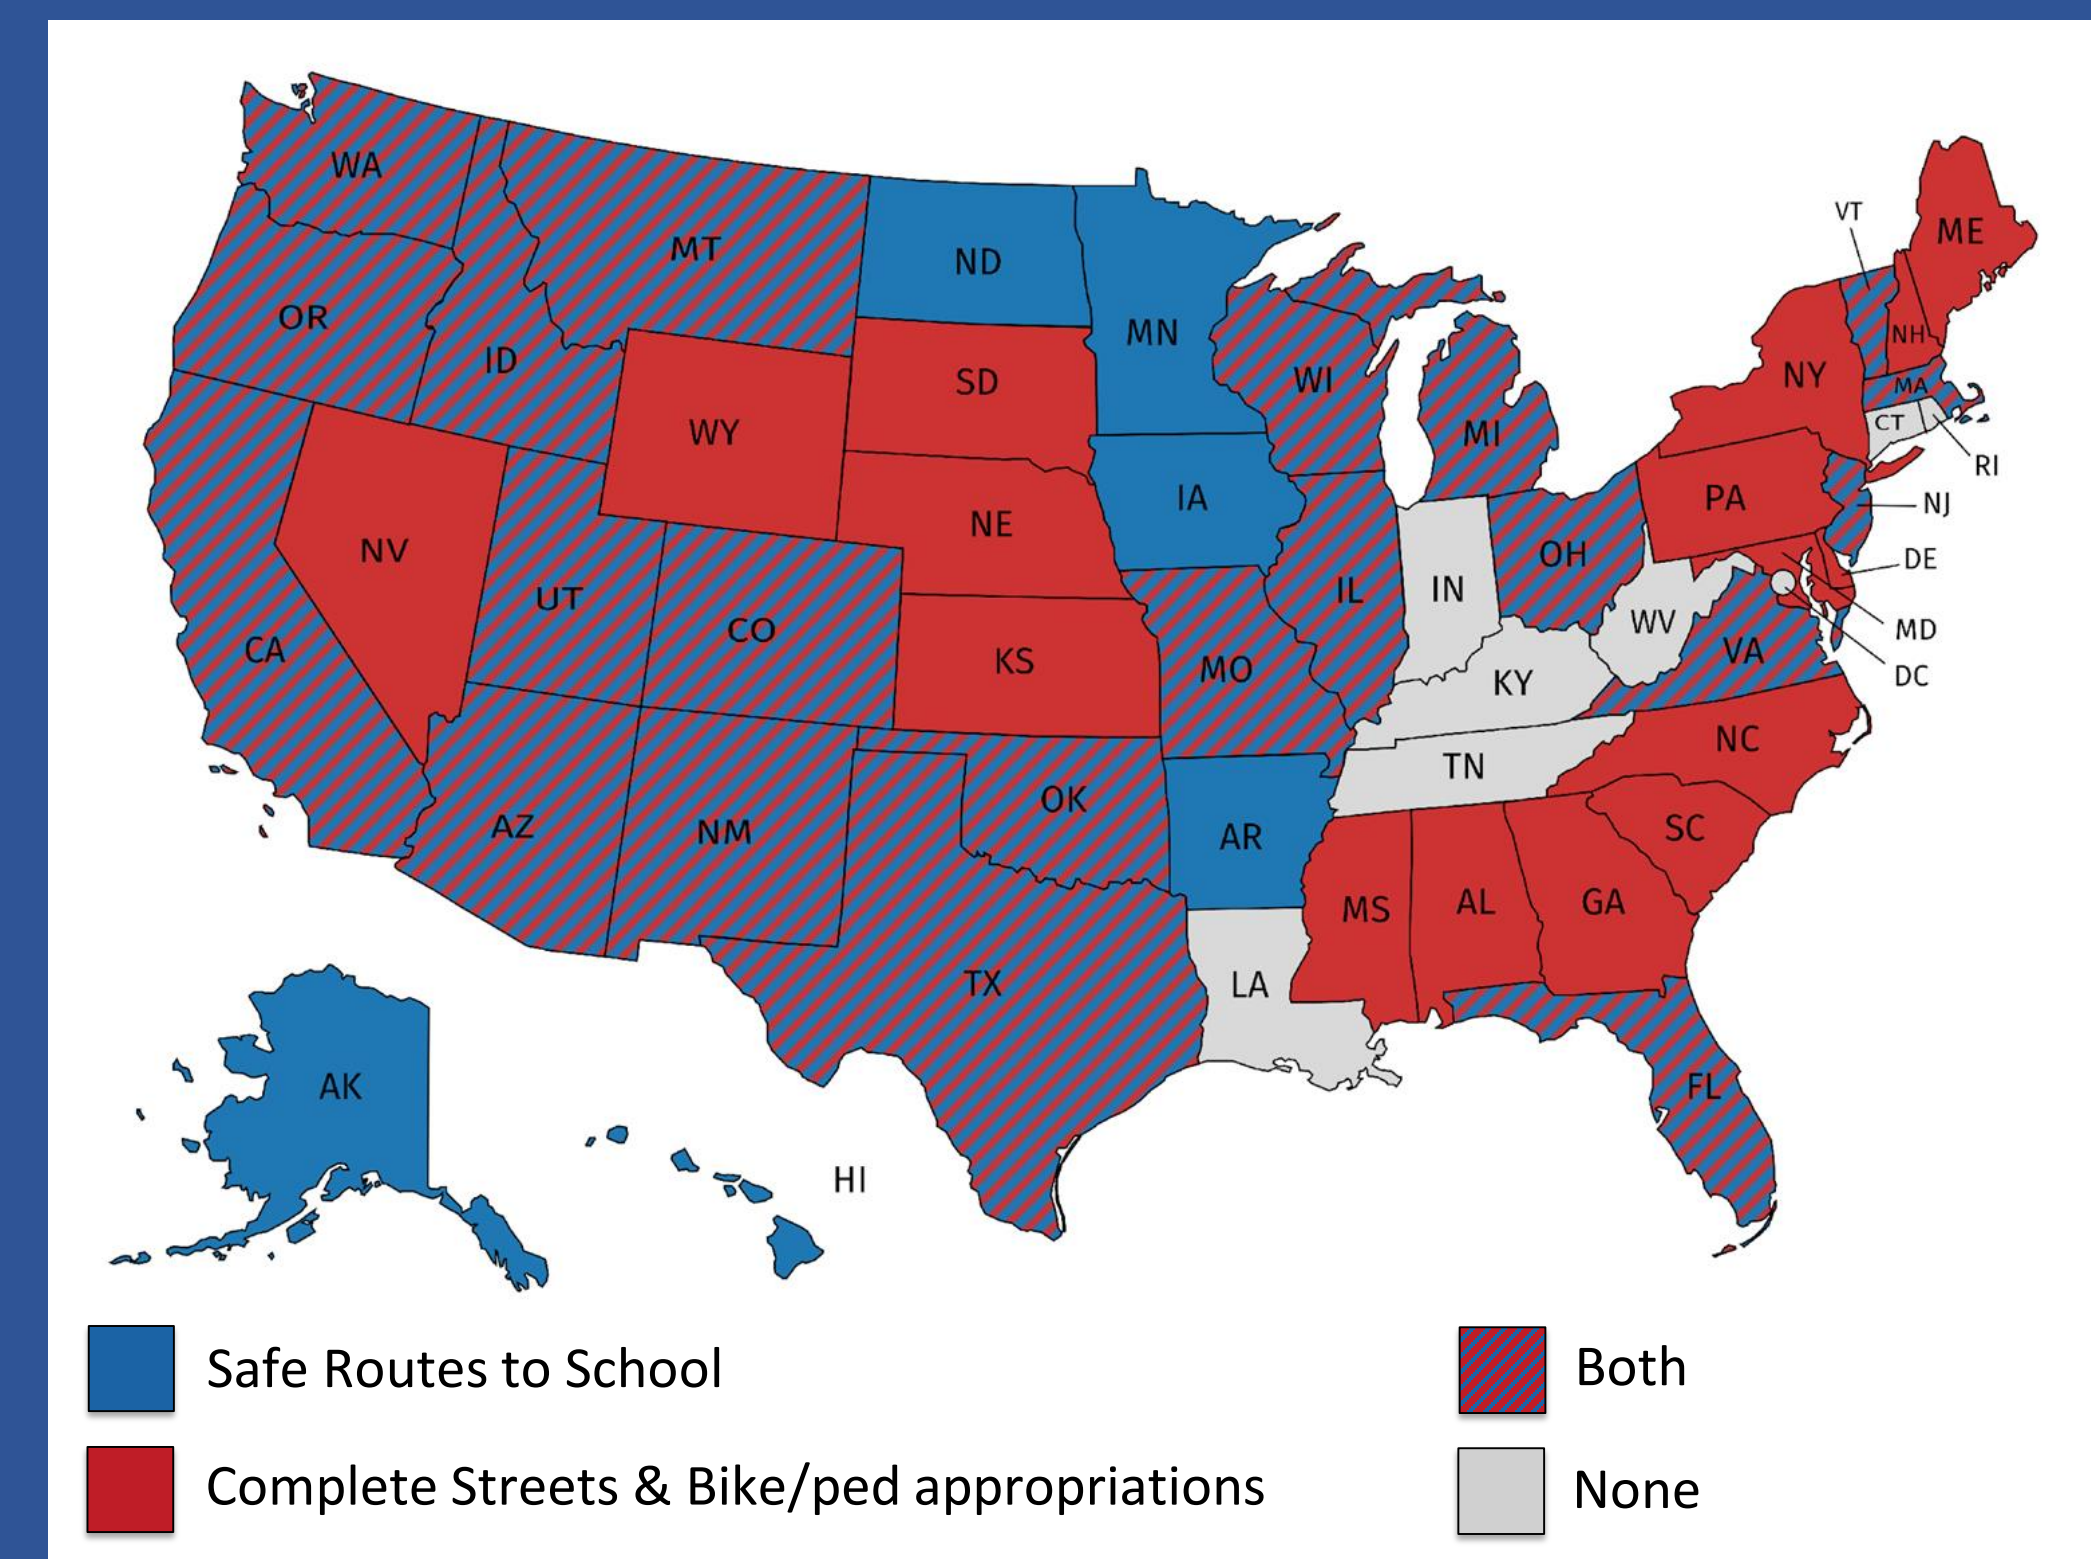 WA
VT
ME
MT
ND
OR
MN
NH
ID
SD
WI
NY
MA
WY
MI
CT
RI
IA
PA
NJ
NE
NV
OH
DE
UT
IL
IN
CO
WV
MD
CA
KS
MO
KY
VA
DC
NC
TN
OK
AZ
NM
AR
SC
MS
AL
GA
TX
LA
AK
FL
HI
Safe Routes to School
Both
Complete Streets & Bike/ped appropriations
None